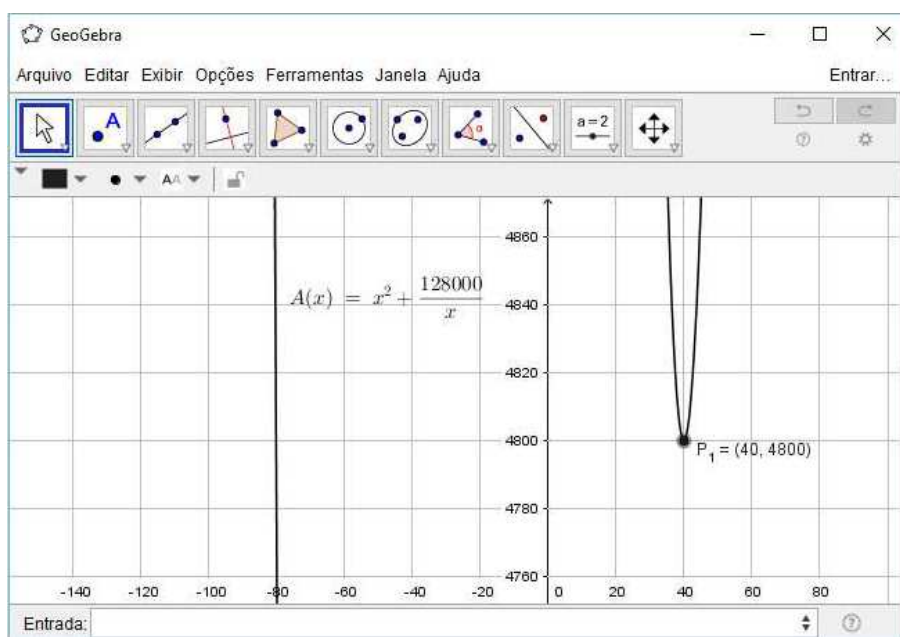 GeoGebra
Arquivo Editar Exibir Opções Ferramentas Janela Ajuda Entrar...
A a=2
AA
4860
A(x) = x² + 128000/x
4840
4820
4800
P₁ = (40, 4800)
4780
4760
-140 -120 -100 -80 -60 -40 -20 0 20 40 60 80
Entrada: